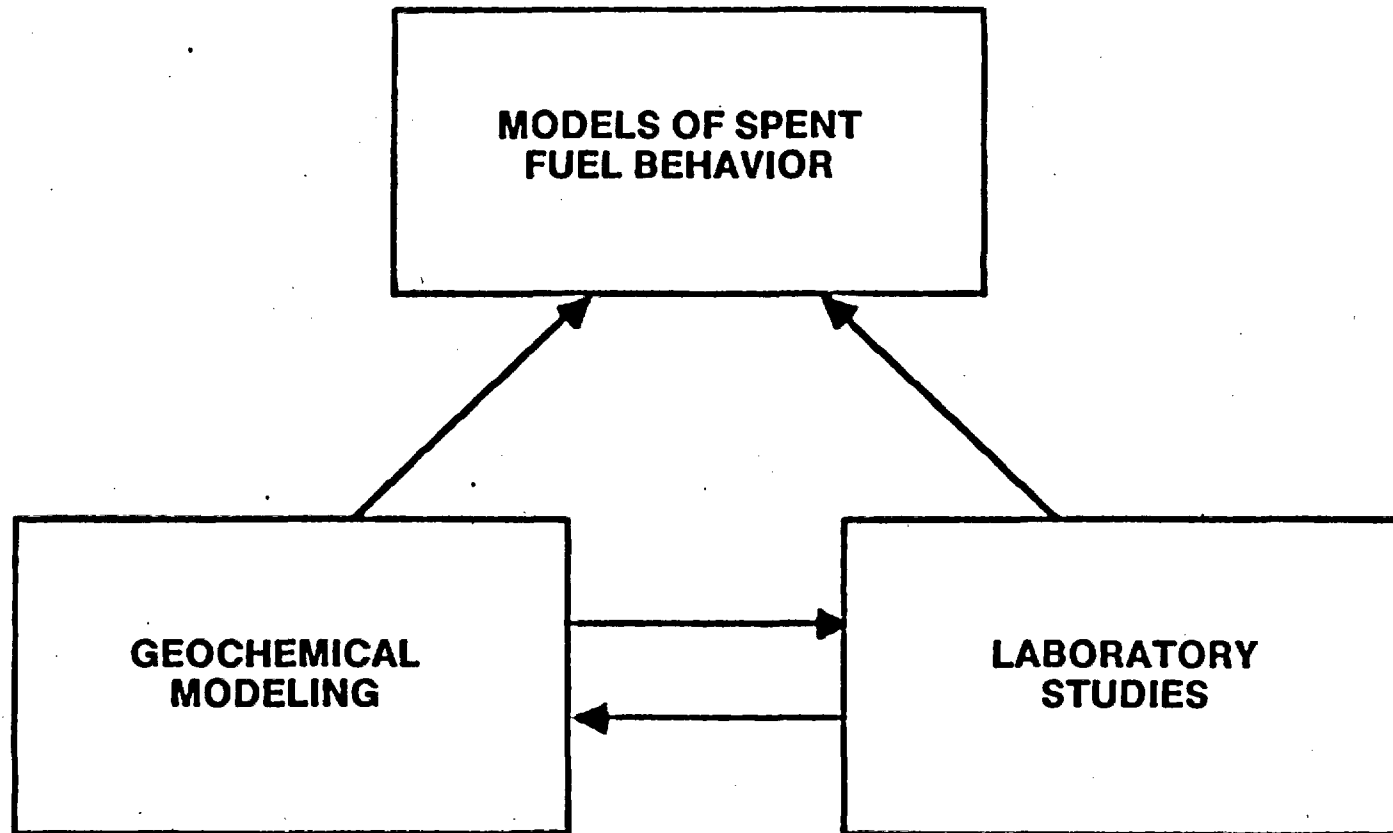 MODELS OF SPENT
FUEL BEHAVIOR
GEOCHEMICAL
MODELING
LABORATORY
STUDIES